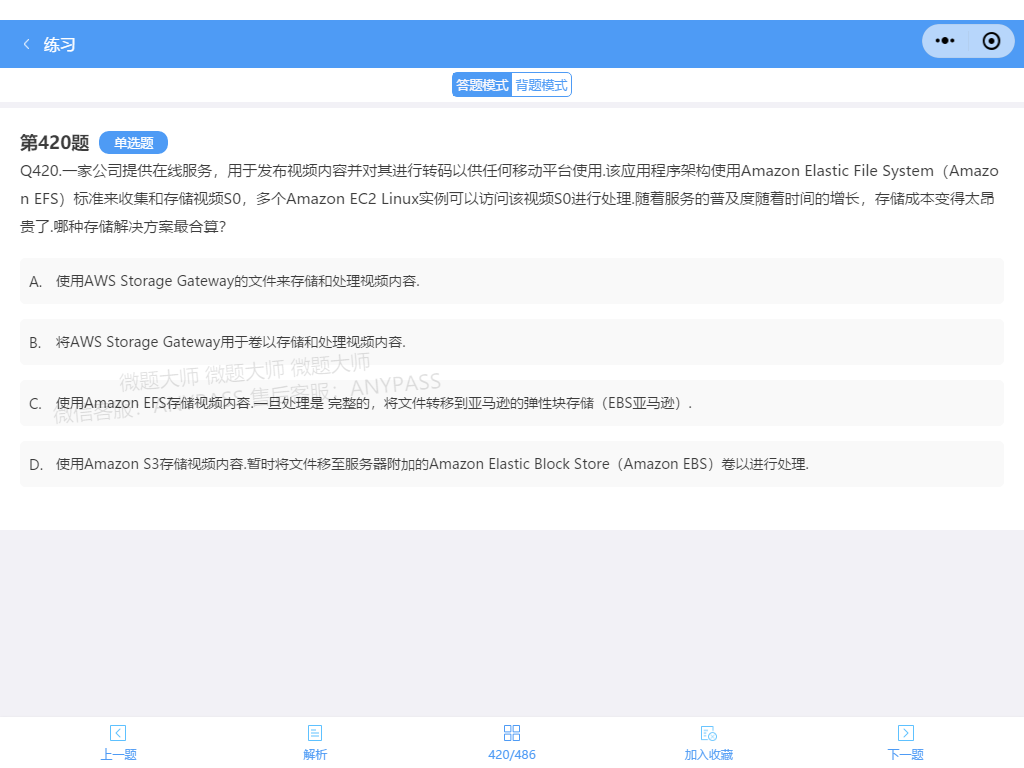 练习
答题模式 背题模式
第420题 单选题
Q420.一家公司提供在线服务，用于发布视频内容并对其进行转码以供任何移动平台使用.该应用程序架构使用Amazon Elastic File System（Amazo
n EFS）标准来收集和存储视频S0，多个Amazon EC2 Linux实例可以访问该视频S0进行处理.随着服务的普及度随着时间的增长，存储成本变得太昂
贵了.哪种存储解决方案最合算?
A. 使用AWS Storage Gateway的文件来存储和处理视频内容.
B. 将AWS Storage Gateway用于卷以存储和处理视频内容.
微题大师 微题大师 微题大师
微信客服：ANYPASS 售后客服：ANYPASS
C. 使用Amazon EFS存储视频内容.一旦处理是 完整的，将文件转移到亚马逊的弹性块存储（EBS亚马逊）.
D. 使用Amazon S3存储视频内容.暂时将文件移至服务器附加的Amazon Elastic Block Store（Amazon EBS）卷以进行处理.
上一题 解析 420/486 加入收藏 下一题